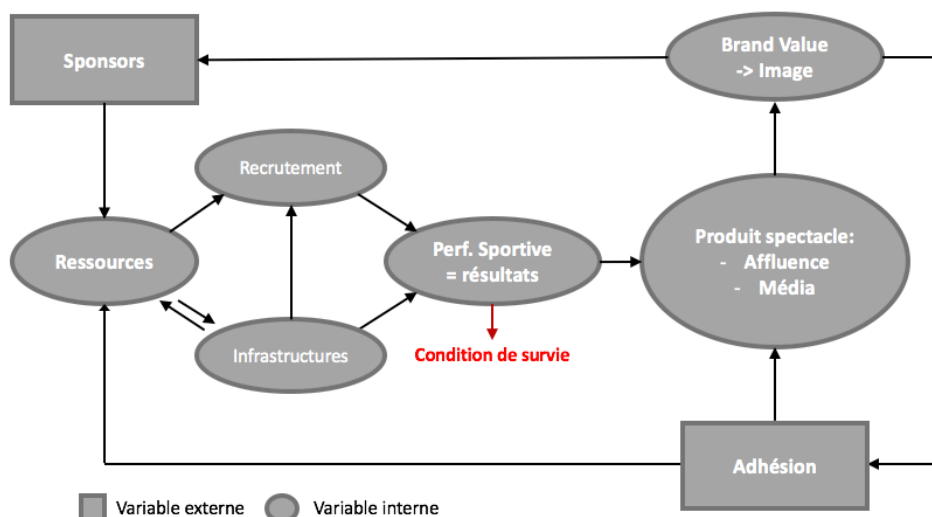 Sponsors
Brand Value
-> Image
Recrutement
Ressources
Perf. Sportive
= résultats
Produit spectacle:
- Affluence
- Média
Infrastructures
Condition de survie
Adhésion
Variable externe
Variable interne